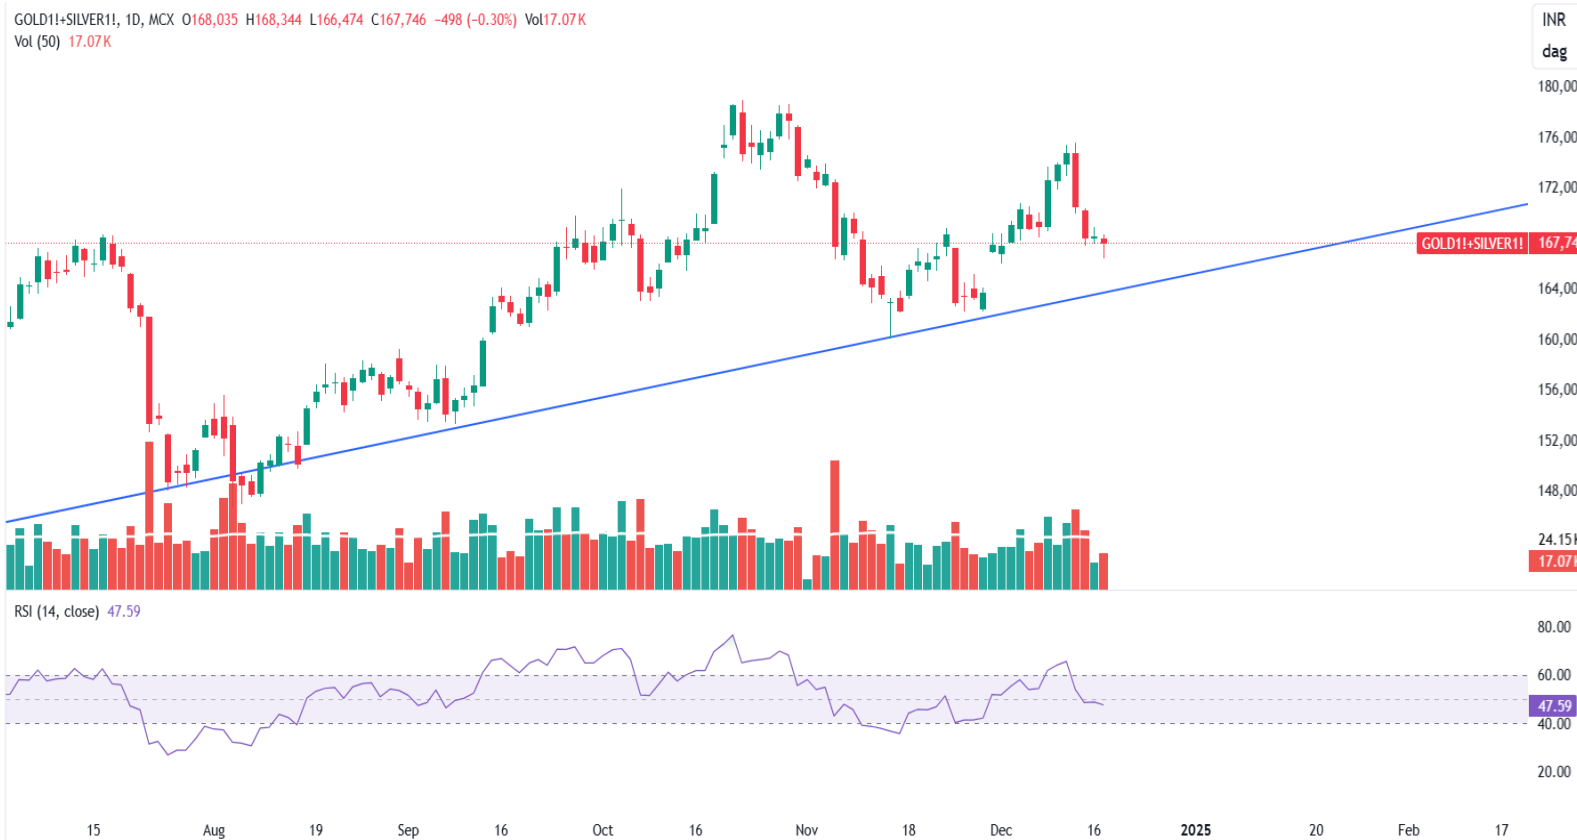 GOLD1!+SILVER1!, 1D, MCX O168,035 H168,344 L166,474 C167,746 −498 (−0.30%) Vol17.07K
Vol (50) 17.07K
INR
dag
180,00
176,00
172,00
GOLD1!+SILVER1! 167,74
164,00
160,00
156,00
152,00
148,00
24.15K
17.07K
RSI (14, close) 47.59
80.00
60.00
47.59
40.00
20.00
15 Aug 19 Sep 16 Oct 16 Nov 18 Dec 16 2025 20 Feb 17